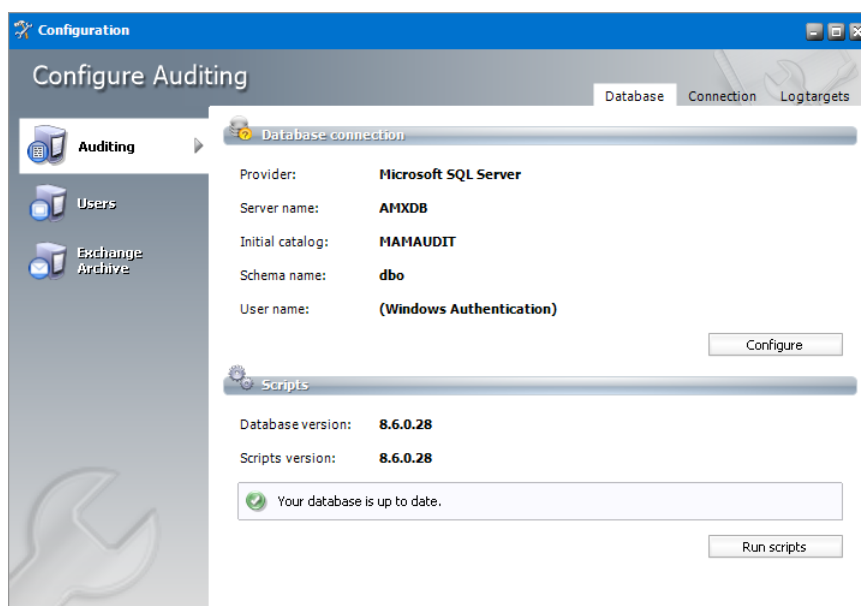 Configuration
Configure Auditing
Database Connection Logtargets
Auditing
Users
Exchange
Archive
Database connection
Provider: Microsoft SQL Server
Server name: AMXDB
Initial catalog: MAMAUDIT
Schema name: dbo
User name: (Windows Authentication)
Configure
Scripts
Database version: 8.6.0.28
Scripts version: 8.6.0.28
Your database is up to date.
Run scripts